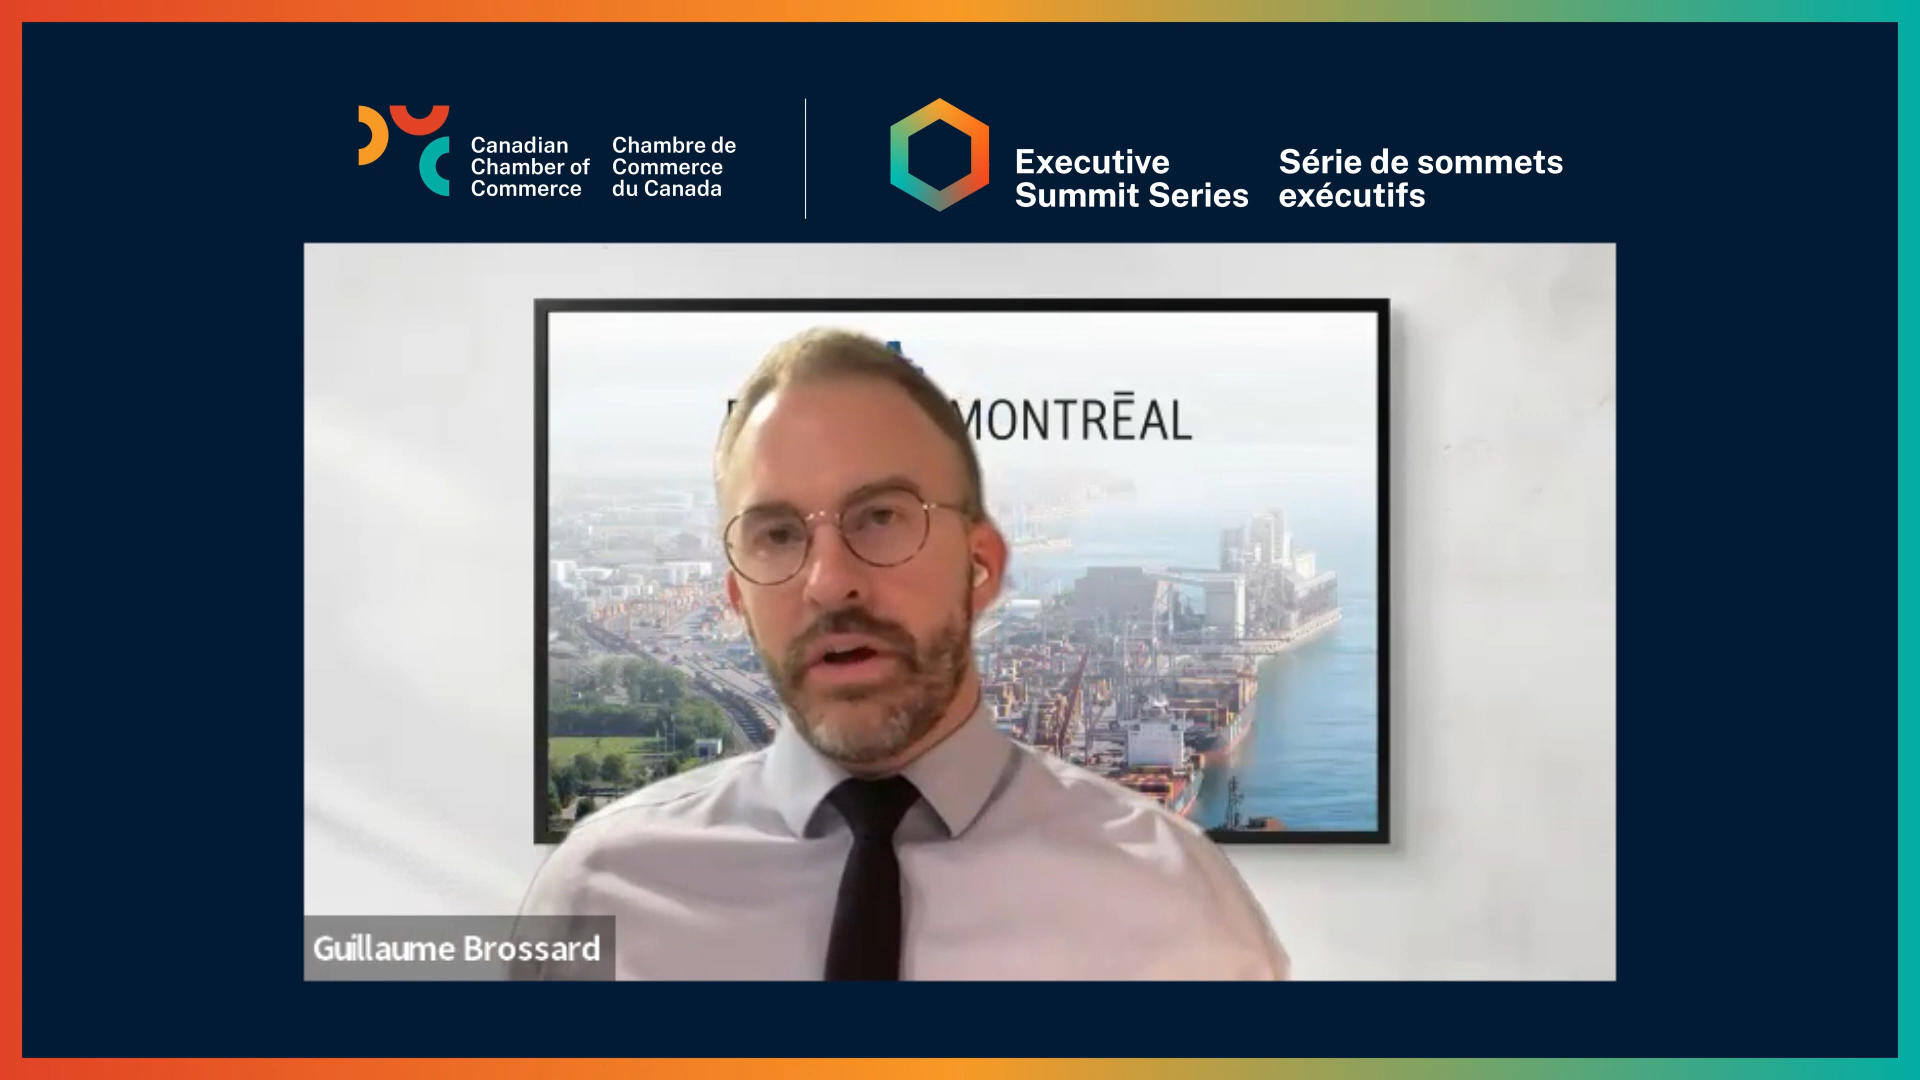 Canadian
Chamber of
Commerce
Chambre de
Commerce
du Canada
Executive
Summit Series
Série de sommets
exécutifs
MONTRĒAL
Guillaume Brossard